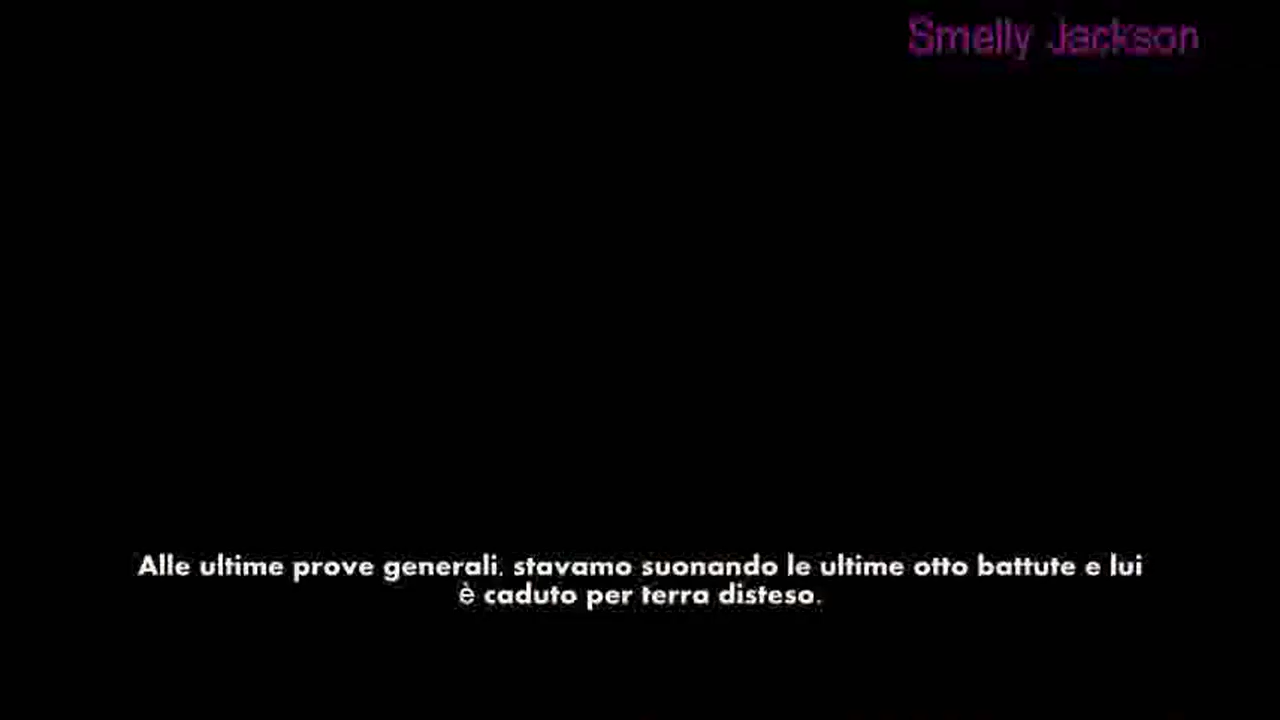 Smelly Jackson
Alle ultime prove generali, stavamo suonando le ultime otto battute e lui
è caduto per terra disteso.